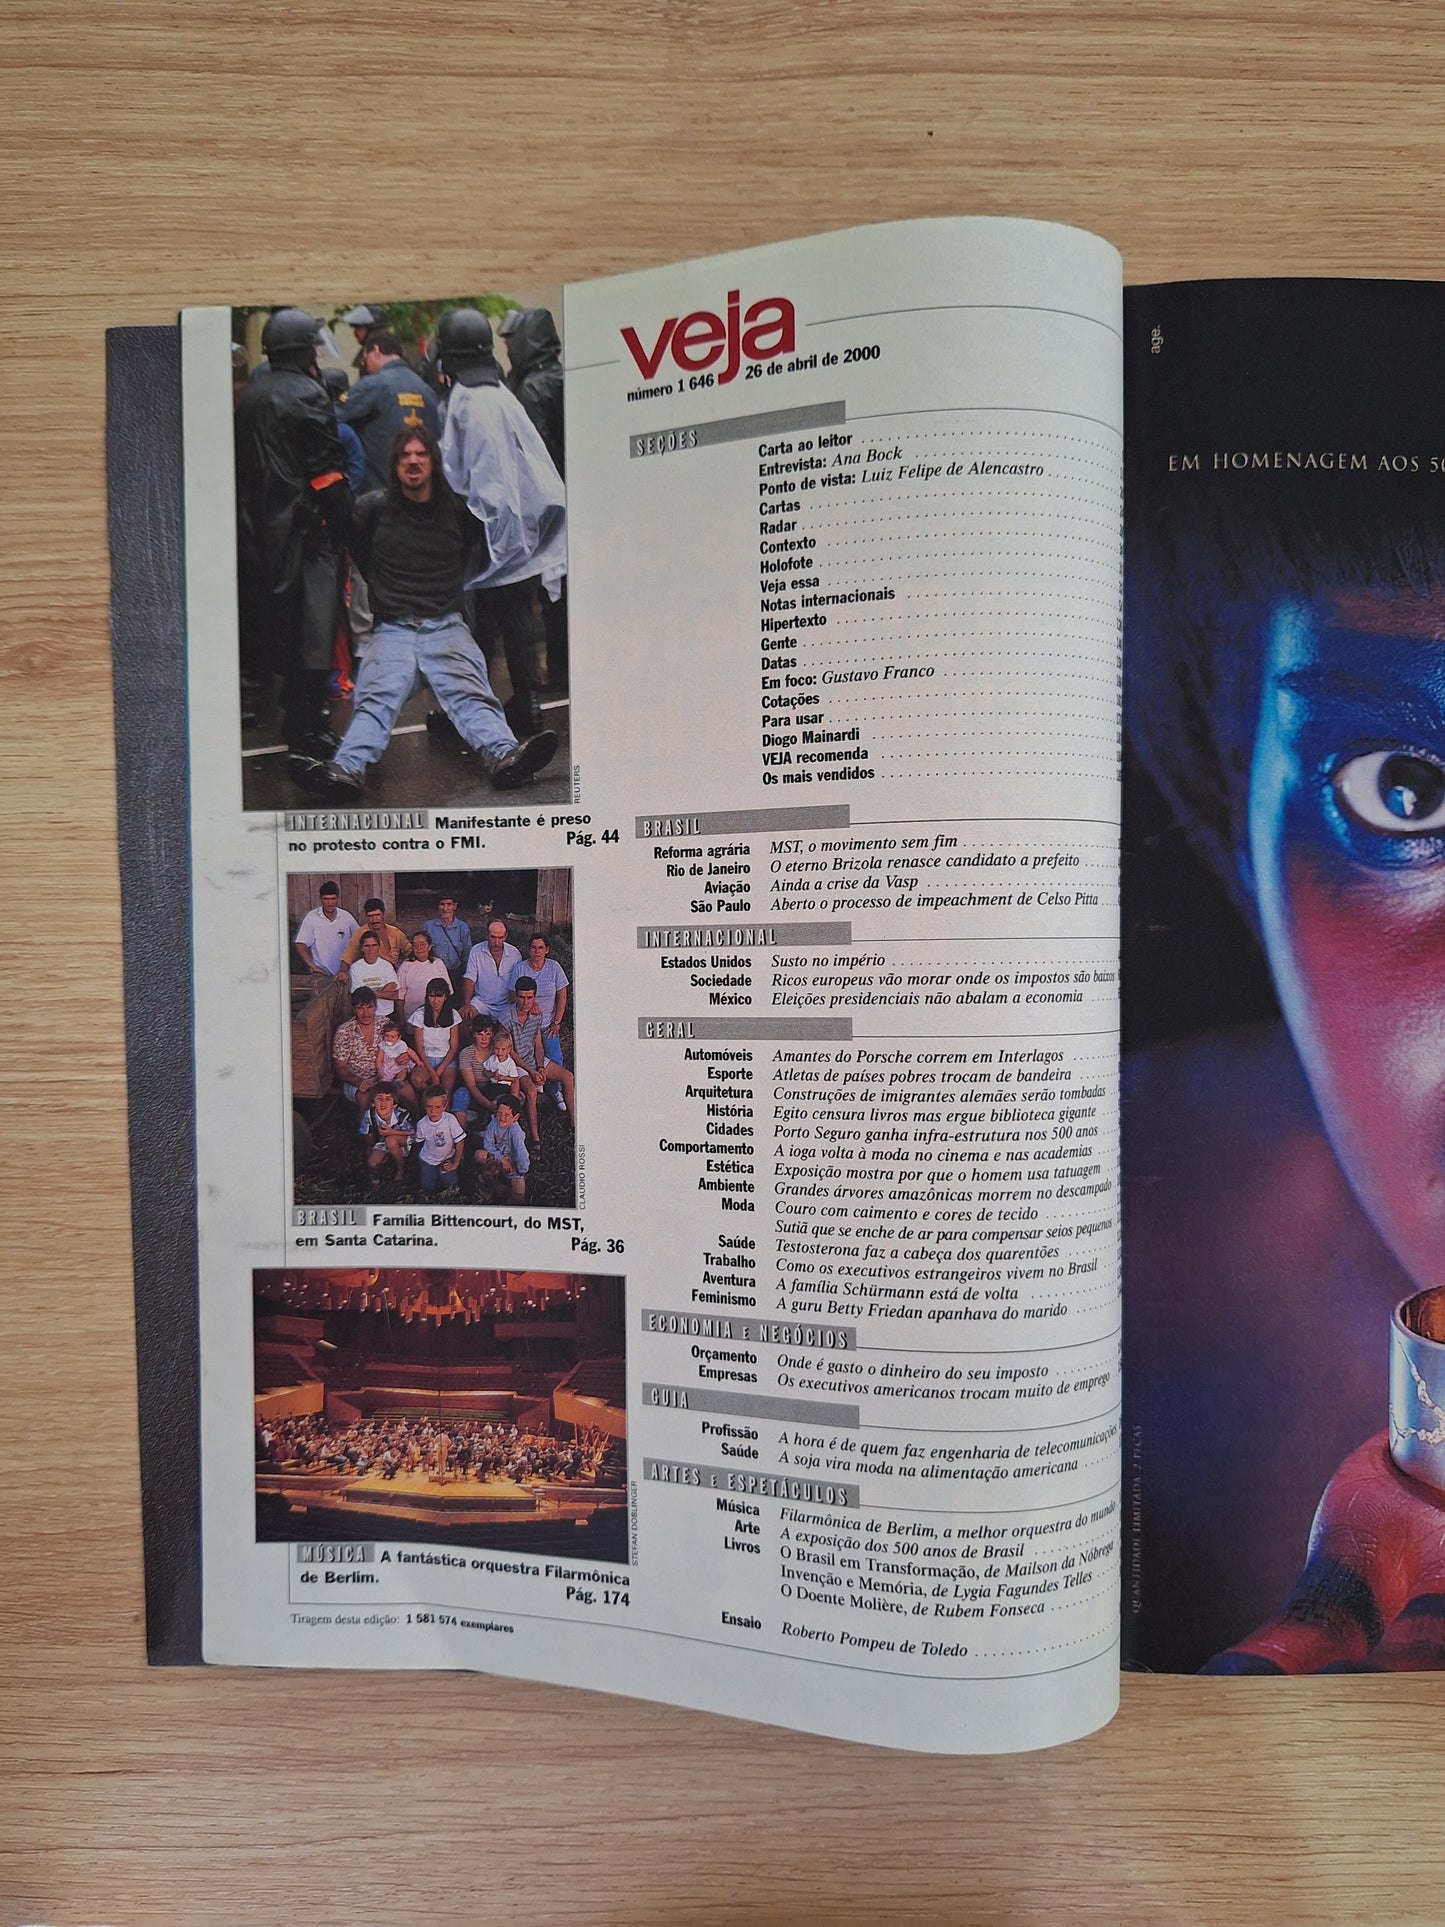 veja
número 1 646 26 de abril de 2000
SEÇÕES
Carta ao leitor
Entrevista: Ana Bock
Ponto de vista: Luiz Felipe de Alencastro
Cartas
Radar
Contexto
Holofote
Veja essa
Notas internacionais
Hipertexto
Gente
Datas
Em foco: Gustavo Franco
Cotações
Para usar
Diogo Mainardi
VEJA recomenda
Os mais vendidos
BRASIL
Reforma agrária MST, o movimento sem fim
Rio de Janeiro O eterno Brizola renasce candidato a prefeito
Aviação Ainda a crise da Vasp
São Paulo Aberto o processo de impeachment de Celso Pitta
INTERNACIONAL
Estados Unidos Susto no império
Sociedade Ricos europeus vão morar onde os impostos são baixos
México Eleições presidenciais não abalam a economia
GERAL
Automóveis Amantes do Porsche correm em Interlagos
Esporte Atletas de países pobres trocam de bandeira
Arquitetura Construções de imigrantes alemães serão tombadas
História Egito censura livros mas ergue biblioteca gigante
Cidades Porto Seguro ganha infra-estrutura nos 500 anos
Comportamento A ioga volta à moda no cinema e nas academias
Estética Exposição mostra por que o homem usa tatuagem
Ambiente Grandes árvores amazônicas morrem no descampado
Moda Couro com caimento e cores de tecido
Sutiã que se enche de ar para compensar seios pequenos
Saúde Testosterona faz a cabeça dos quarentões
Trabalho Como os executivos estrangeiros vivem no Brasil
Aventura A família Schürmann está de volta
Feminismo A guru Betty Friedan apanhava do marido
ECONOMIA E NEGÓCIOS
Orçamento Onde é gasto o dinheiro do seu imposto
Empresas Os executivos americanos trocam muito de emprego
GUIA
Profissão A hora é de quem faz engenharia de telecomunicações
Saúde A soja vira moda na alimentação americana
ARTES E ESPETÁCULOS
Música Filarmônica de Berlim, a melhor orquestra do mundo
Arte A exposição dos 500 anos de Brasil
Livros O Brasil em Transformação, de Mailson da Nóbrega
Invenção e Memória, de Lygia Fagundes Telles
O Doente Molière, de Rubem Fonseca
Ensaio Roberto Pompeu de Toledo
REUTERS
INTERNACIONAL Manifestante é preso
no protesto contra o FMI. Pág. 44
CLAUDIO ROSSI
BRASIL Família Bittencourt, do MST,
em Santa Catarina. Pág. 36
STEFAN DOBLINGER
MÚSICA A fantástica orquestra Filarmônica
de Berlim. Pág. 174
Tiragem desta edição: 1 581 574 exemplares
age.
EM HOMENAGEM AOS 50
QUANTIDADE LIMITADA
PEÇAS